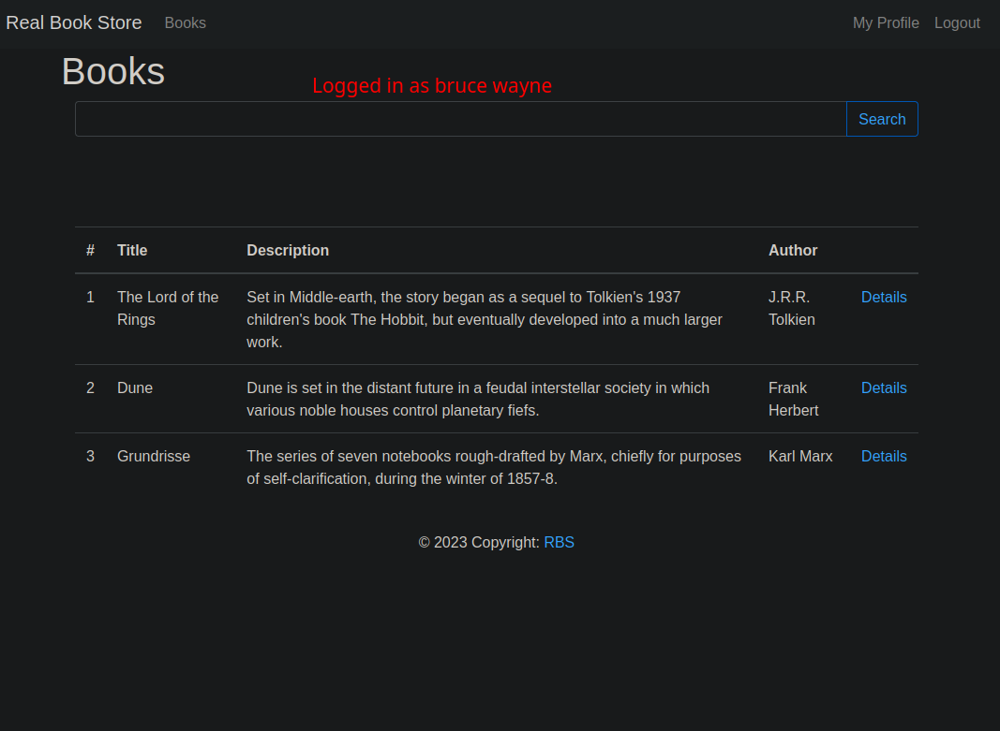 Real Book Store Books My Profile Logout
Books
Logged in as bruce wayne
Search
# Title Description Author
1 The Lord of the Rings Set in Middle-earth, the story began as a sequel to Tolkien's 1937 children's book The Hobbit, but eventually developed into a much larger work. J.R.R. Tolkien Details
2 Dune Dune is set in the distant future in a feudal interstellar society in which various noble houses control planetary fiefs. Frank Herbert Details
3 Grundrisse The series of seven notebooks rough-drafted by Marx, chiefly for purposes of self-clarification, during the winter of 1857-8. Karl Marx Details
© 2023 Copyright: RBS